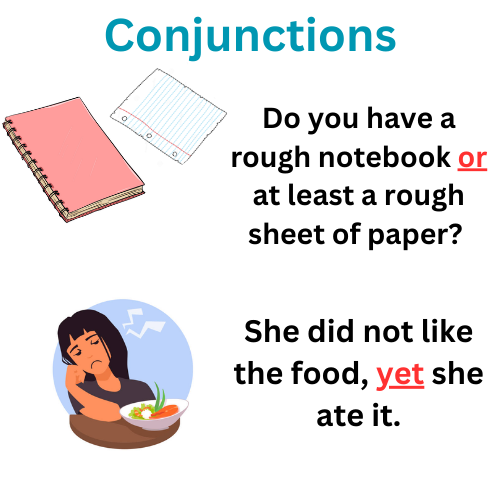 Conjunctions
Do you have a
rough notebook or
at least a rough
sheet of paper?
She did not like
the food, yet she
ate it.